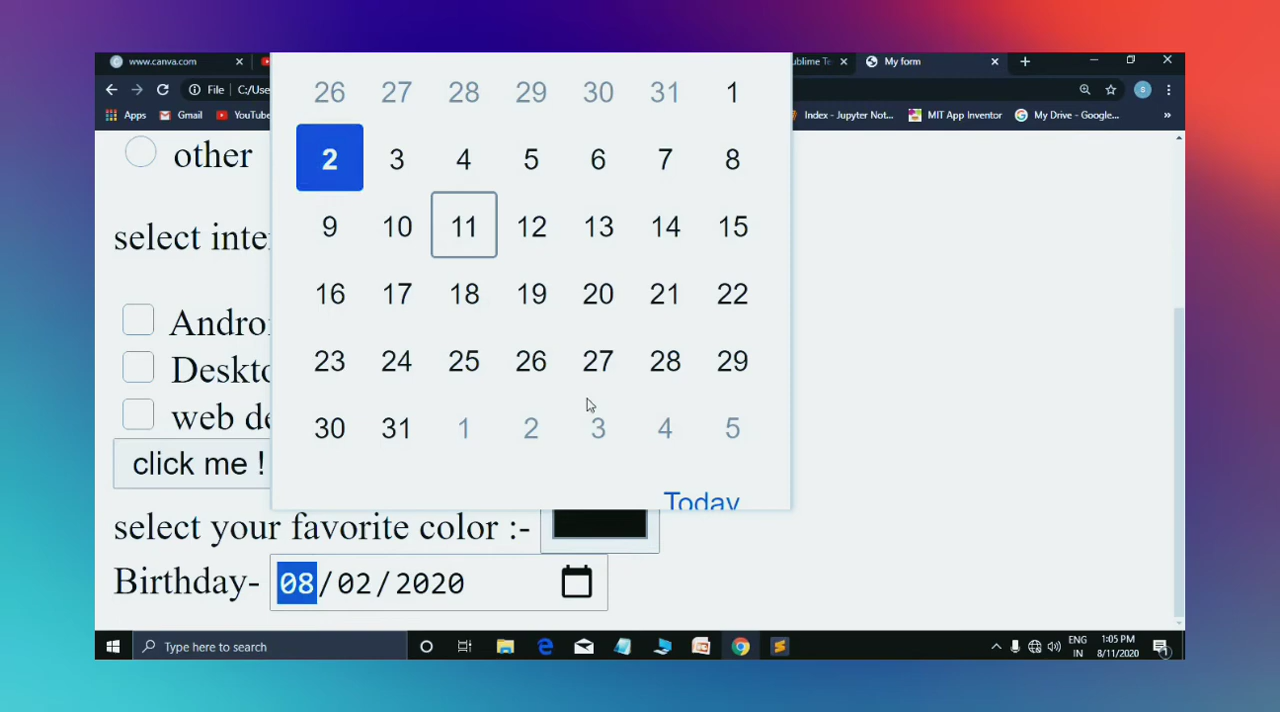 www.canva.com
ublime Te
My form
File
C:/Use
Apps
Gmail
YouTube
Index - Jupyter Not...
MIT App Inventor
My Drive - Google...
»
S
26 27 28 29 30 31 1
2 3 4 5 6 7 8
9 10 11 12 13 14 15
16 17 18 19 20 21 22
23 24 25 26 27 28 29
30 31 1 2 3 4 5
Today
other
select inte
Andro
Deskto
web de
click me !
select your favorite color :-
Birthday- 08/02/2020
Type here to search
ENG
IN
1:05 PM
8/11/2020
1